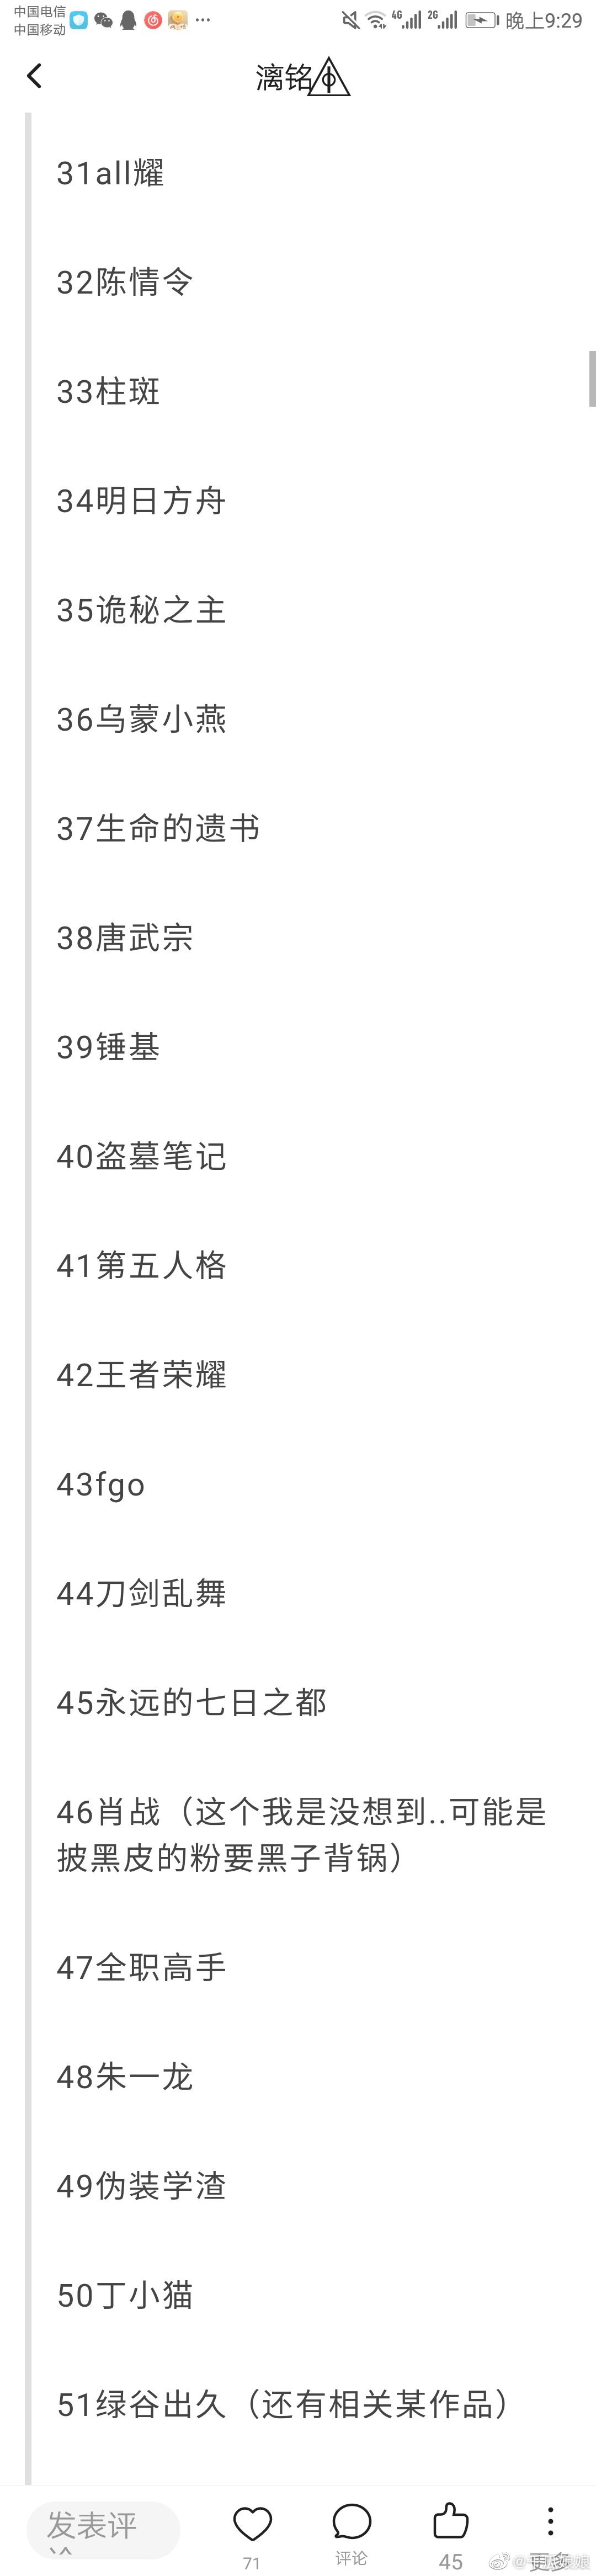 中国电信
中国移动
4G
2G
晚上9:29
漓铭
31all耀
32陈情令
33柱斑
34明日方舟
35诡秘之主
36乌蒙小燕
37生命的遗书
38唐武宗
39锤基
40盗墓笔记
41第五人格
42王者荣耀
43fgo
44刀剑乱舞
45永远的七日之都
46肖战（这个我是没想到..可能是
披黑皮的粉要黑子背锅）
47全职高手
48朱一龙
49伪装学渣
50丁小猫
51绿谷出久（还有相关某作品）
发表评
71
评论
45
更多